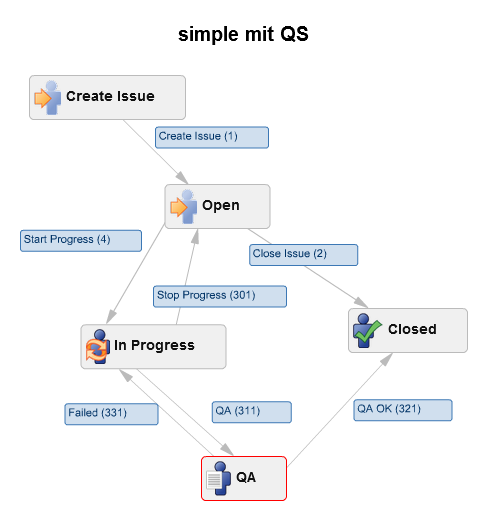 simple mit QS
Create Issue
Create Issue (1)
Open
Start Progress (4)
Close Issue (2)
Stop Progress (301)
In Progress
Closed
Failed (331)
QA (311)
QA OK (321)
QA